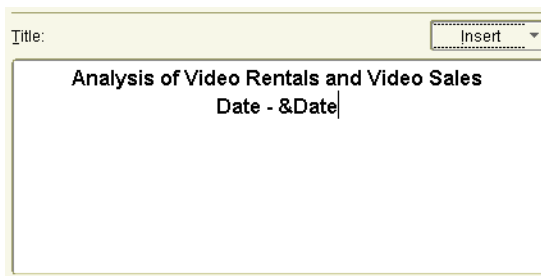 Title:
Insert
Analysis of Video Rentals and Video Sales
Date - &Date